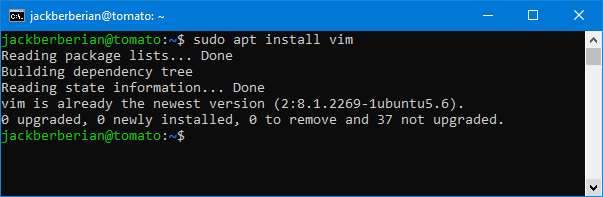 jackberberian@tomato: ~
jackberberian@tomato:~$ sudo apt install vim
Reading package lists... Done
Building dependency tree
Reading state information... Done
vim is already the newest version (2:8.1.2269-1ubuntu5.6).
0 upgraded, 0 newly installed, 0 to remove and 37 not upgraded.
jackberberian@tomato:~$